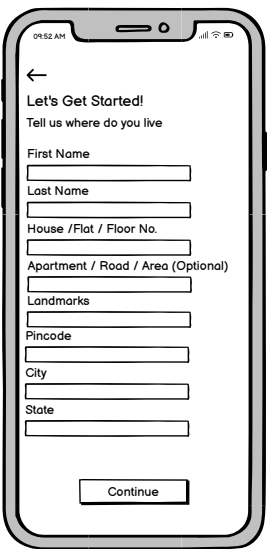 09:52 AM
Let's Get Started!
Tell us where do you live
First Name
Last Name
House /Flat / Floor No.
Apartment / Road / Area (Optional)
Landmarks
Pincode
City
State
Continue